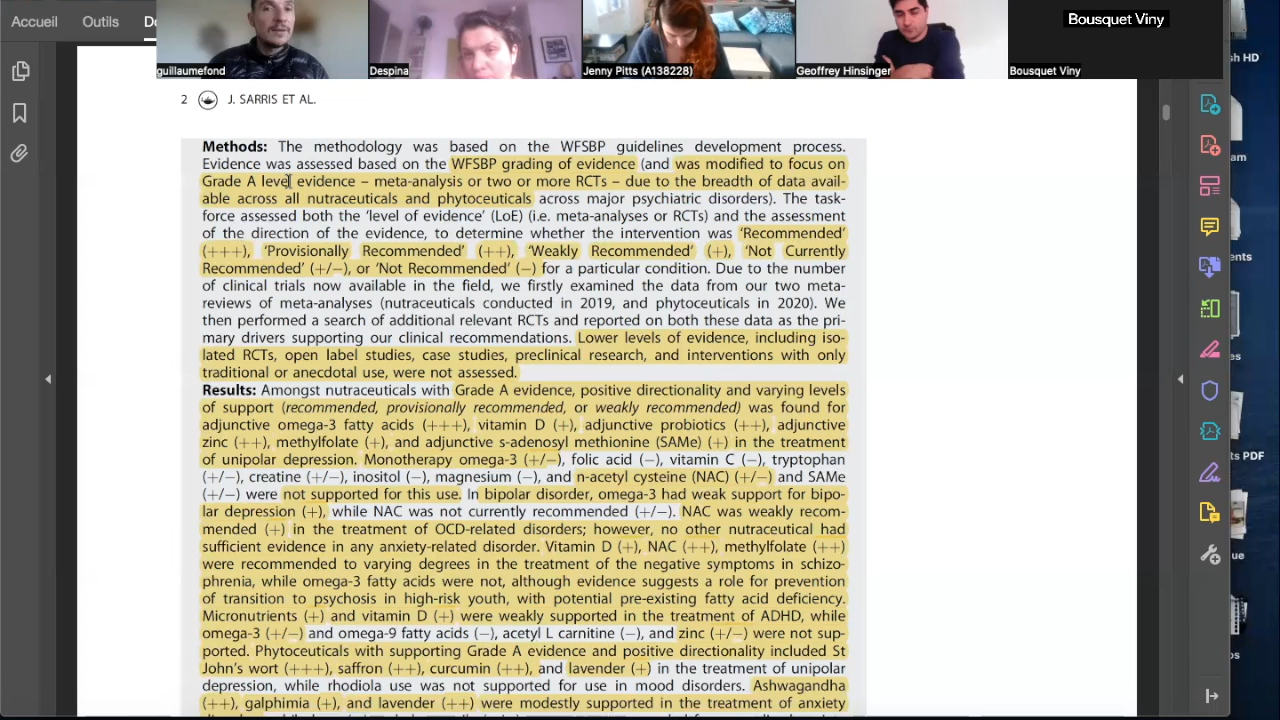 Accueil
Outils
Do
guillaumefond
Despina
Jenny Pitts (A138228)
Geoffrey Hinsinger
Bousquet Viny
Bousquet Viny
2 J. SARRIS ET AL.
Methods: The methodology was based on the WFSBP guidelines development process.
Evidence was assessed based on the WFSBP grading of evidence (and was modified to focus on
Grade A level evidence – meta-analysis or two or more RCTs – due to the breadth of data avail-
able across all nutraceuticals and phytoceuticals across major psychiatric disorders). The task-
force assessed both the 'level of evidence' (LoE) (i.e. meta-analyses or RCTs) and the assessment
of the direction of the evidence, to determine whether the intervention was 'Recommended'
(+++), 'Provisionally Recommended' (++), 'Weakly Recommended' (+), 'Not Currently
Recommended' (+/−), or 'Not Recommended' (−) for a particular condition. Due to the number
of clinical trials now available in the field, we firstly examined the data from our two meta-
reviews of meta-analyses (nutraceuticals conducted in 2019, and phytoceuticals in 2020). We
then performed a search of additional relevant RCTs and reported on both these data as the pri-
mary drivers supporting our clinical recommendations. Lower levels of evidence, including iso-
lated RCTs, open label studies, case studies, preclinical research, and interventions with only
traditional or anecdotal use, were not assessed.
Results: Amongst nutraceuticals with Grade A evidence, positive directionality and varying levels
of support (recommended, provisionally recommended, or weakly recommended) was found for
adjunctive omega-3 fatty acids (+++), vitamin D (+), adjunctive probiotics (++), adjunctive
zinc (++), methylfolate (+), and adjunctive s-adenosyl methionine (SAMe) (+) in the treatment
of unipolar depression. Monotherapy omega-3 (+/−), folic acid (−), vitamin C (−), tryptophan
(+/−), creatine (+/−), inositol (−), magnesium (−), and n-acetyl cysteine (NAC) (+/−) and SAMe
(+/−) were not supported for this use. In bipolar disorder, omega-3 had weak support for bipo-
lar depression (+), while NAC was not currently recommended (+/−). NAC was weakly recom-
mended (+) in the treatment of OCD-related disorders; however, no other nutraceutical had
sufficient evidence in any anxiety-related disorder. Vitamin D (+), NAC (++), methylfolate (++)
were recommended to varying degrees in the treatment of the negative symptoms in schizo-
phrenia, while omega-3 fatty acids were not, although evidence suggests a role for prevention
of transition to psychosis in high-risk youth, with potential pre-existing fatty acid deficiency.
Micronutrients (+) and vitamin D (+) were weakly supported in the treatment of ADHD, while
omega-3 (+/−) and omega-9 fatty acids (−), acetyl L carnitine (−), and zinc (+/−) were not sup-
ported. Phytoceuticals with supporting Grade A evidence and positive directionality included St
John's wort (+++), saffron (++), curcumin (++), and lavender (+) in the treatment of unipolar
depression, while rhodiola use was not supported for use in mood disorders. Ashwagandha
(++), galphimia (+), and lavender (++) were modestly supported in the treatment of anxiety
sh HD
am
ents
es
s PDF
ue
os